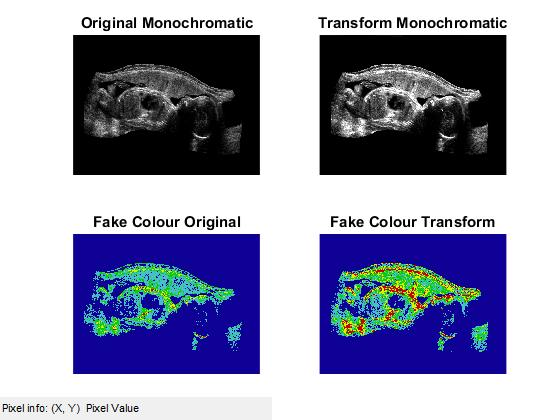 Original Monochromatic
Transform Monochromatic
Fake Colour Original
Fake Colour Transform
Pixel info: (X, Y) Pixel Value